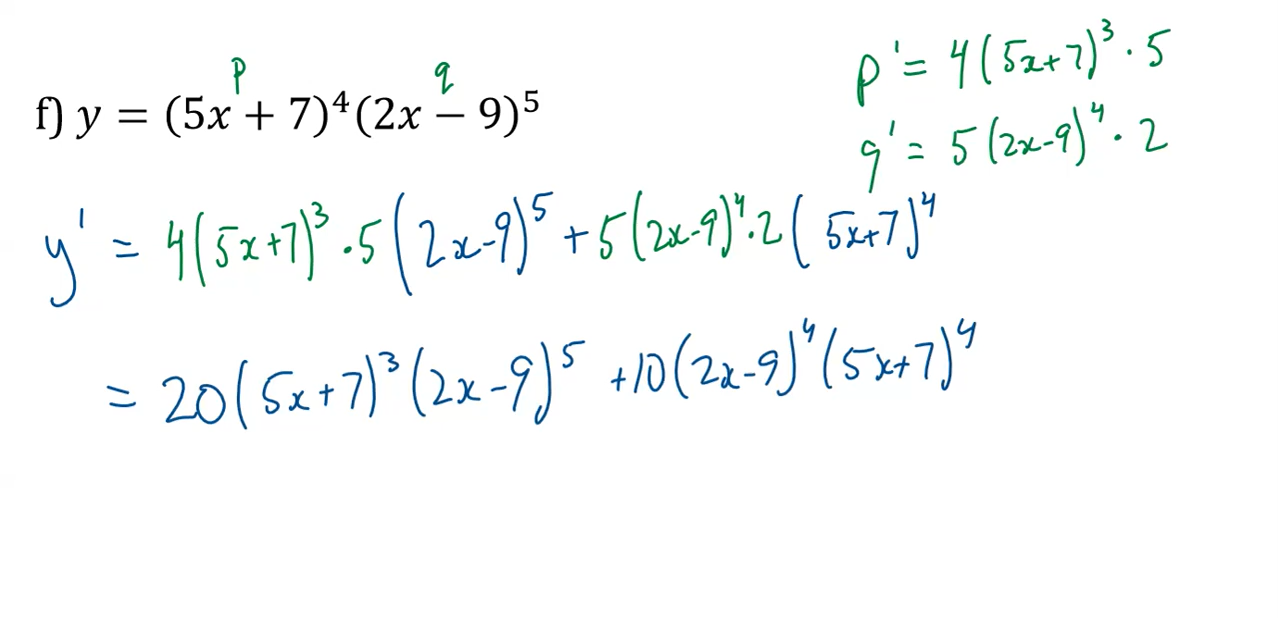 p q
f) y = (5x + 7)⁴(2x − 9)⁵
p' = 4(5x+7)³ · 5
q' = 5(2x-9)⁴ · 2
y' = 4(5x+7)³ · 5(2x-9)⁵ + 5(2x-9)⁴ · 2(5x+7)⁴
= 20(5x+7)³(2x-9)⁵ +10(2x-9)⁴(5x+7)⁴